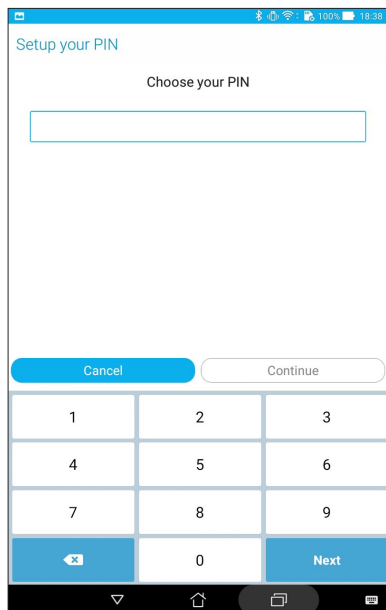 100% 18:38
Setup your PIN
Choose your PIN
Cancel Continue
1 2 3
4 5 6
7 8 9
0 Next